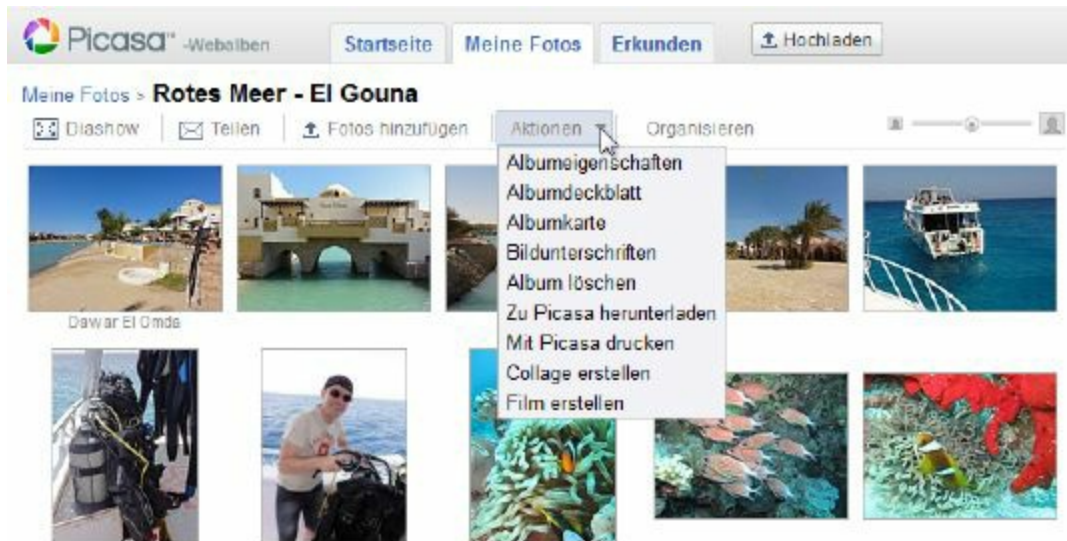 Picasa™ -Webalben
Startseite
Meine Fotos
Erkunden
Hochladen
Meine Fotos > Rotes Meer - El Gouna
Diashow
Teilen
Fotos hinzufügen
Aktionen
Organisieren
Albumeigenschaften
Albumdeckblatt
Albumkarte
Bildunterschriften
Album löschen
Zu Picasa herunterladen
Mit Picasa drucken
Collage erstellen
Film erstellen
Dawar El Omda